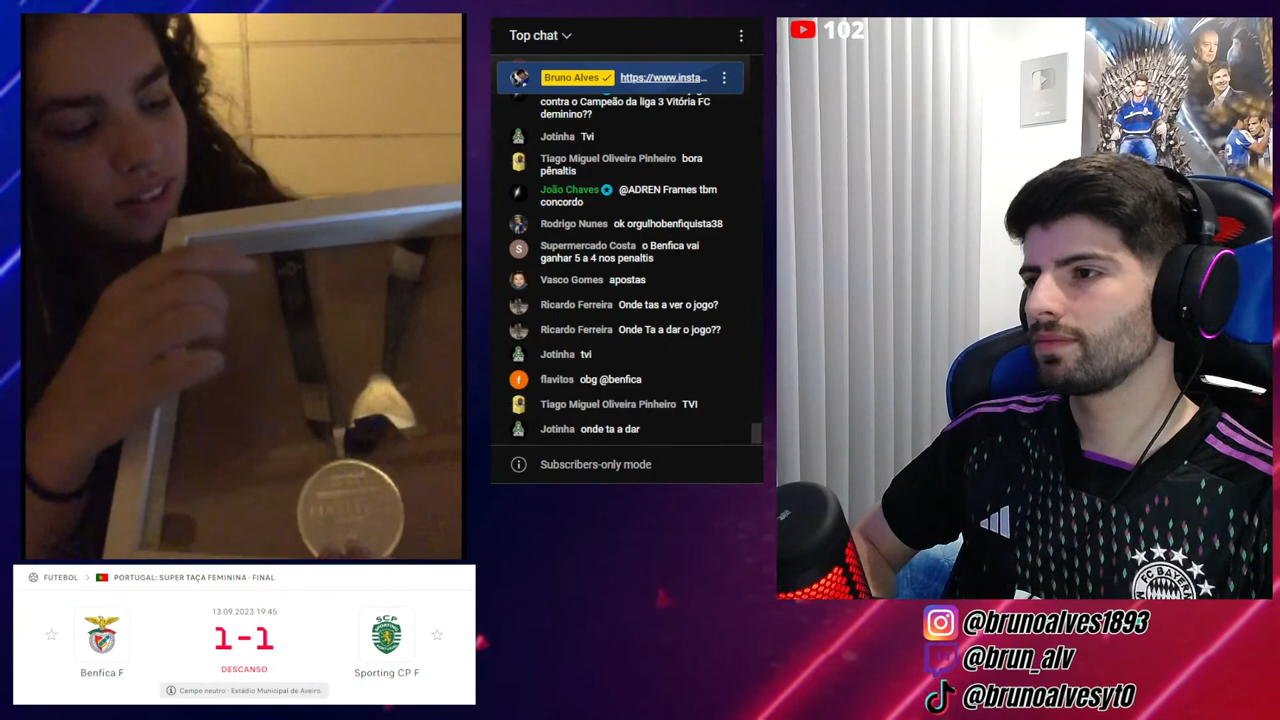 Top chat
Bruno Alves https://www.insta...
contra o Campeão da liga 3 Vitória FC
deminino??
Jotinha Tvi
Tiago Miguel Oliveira Pinheiro bora
pênaltis
João Chaves @ADREN Frames tbm
concordo
Rodrigo Nunes ok orgulhobenfiquista38
S Supermercado Costa o Benfica vai
ganhar 5 a 4 nos penaltis
Vasco Gomes apostas
Ricardo Ferreira Onde tas a ver o jogo?
Ricardo Ferreira Onde Ta a dar o jogo??
Jotinha tvi
f flavitos obg @benfica
Tiago Miguel Oliveira Pinheiro TVI
Jotinha onde ta a dar
Subscribers-only mode
102
FC BAYER
FUTEBOL > PORTUGAL: SUPER TAÇA FEMININA - FINAL
13.09.2023 19:45
1-1
DESCANSO
SCP
Benfica F
Sporting CP F
Campo neutro - Estádio Municipal de Aveiro.
@brunoalves1893
@brun_alv
@brunoalvesyt0